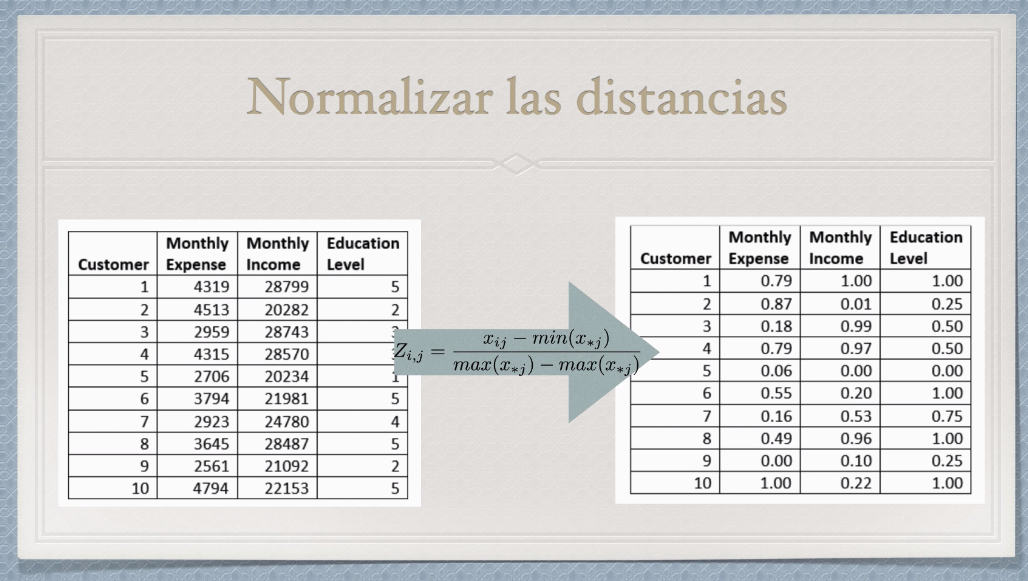 Normalizar las distancias
Customer Monthly Expense Monthly Income Education Level
1 4319 28799 5
2 4513 20282 2
3 2959 28743
4 4315 28570
5 2706 20234 1
6 3794 21981 5
7 2923 24780 4
8 3645 28487 5
9 2561 21092 2
10 4794 22153 5
Z_{i,j} = \frac{x_{ij} - min(x_{*j})}{max(x_{*j}) - max(x_{*j})}
Customer Monthly Expense Monthly Income Education Level
1 0.79 1.00 1.00
2 0.87 0.01 0.25
3 0.18 0.99 0.50
4 0.79 0.97 0.50
5 0.06 0.00 0.00
6 0.55 0.20 1.00
7 0.16 0.53 0.75
8 0.49 0.96 1.00
9 0.00 0.10 0.25
10 1.00 0.22 1.00